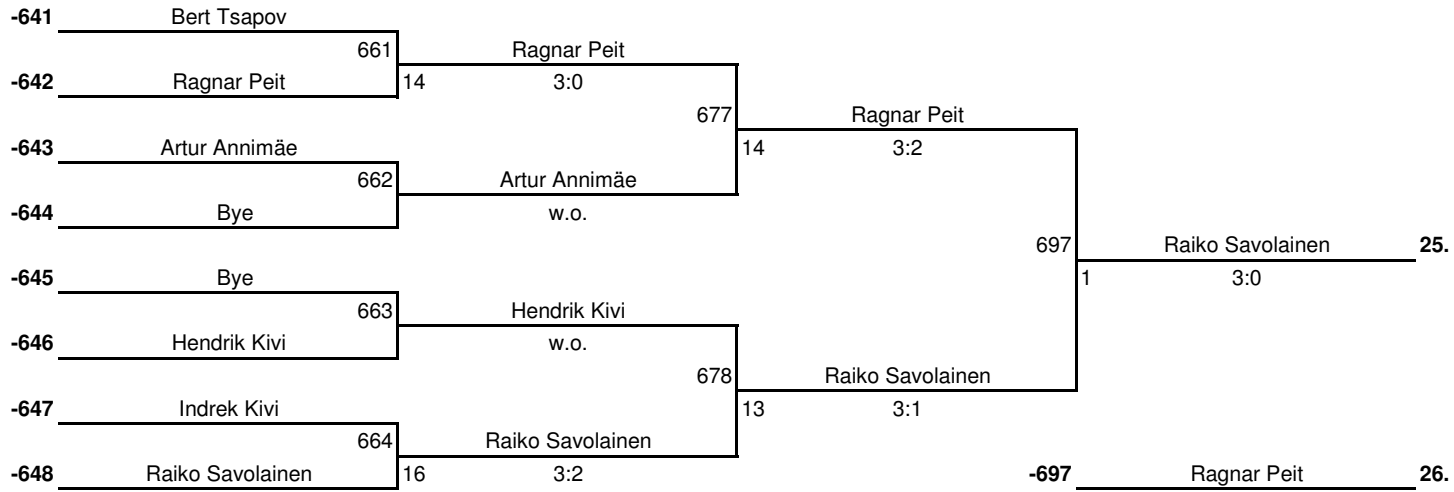 -641 Bert Tsapov
661 Ragnar Peit
-642 Ragnar Peit 14 3:0
677 Ragnar Peit
-643 Artur Annimäe 14 3:2
662 Artur Annimäe
-644 Bye w.o.
697 Raiko Savolainen 25.
-645 Bye 1 3:0
663 Hendrik Kivi
-646 Hendrik Kivi w.o.
678 Raiko Savolainen
-647 Indrek Kivi 13 3:1
664 Raiko Savolainen
-648 Raiko Savolainen 16 3:2 -697 Ragnar Peit 26.